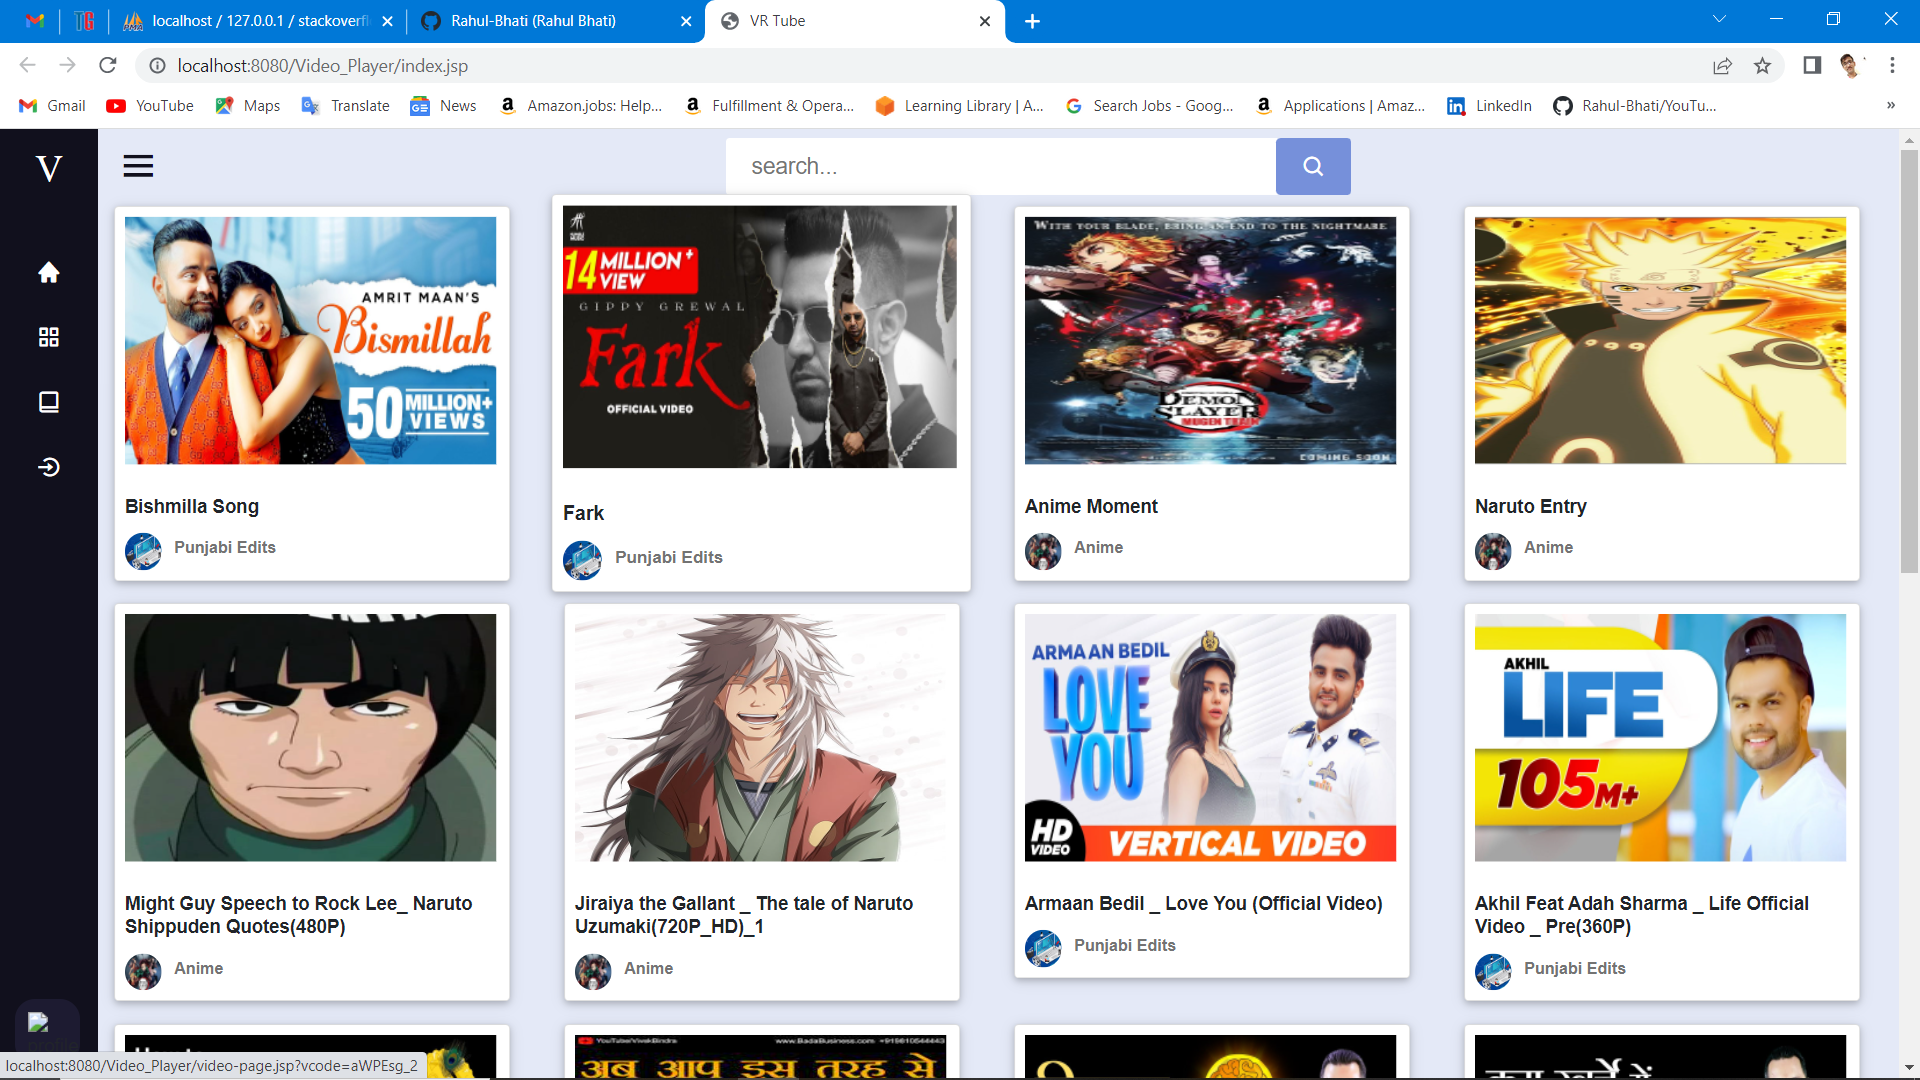 localhost / 127.0.0.1 / stackoverfl
Rahul-Bhati (Rahul Bhati)
VR Tube
localhost:8080/Video_Player/index.jsp
Gmail
YouTube
Maps
Translate
News
Amazon.jobs: Help...
Fulfillment & Opera...
Learning Library | A...
Search Jobs - Goog...
Applications | Amaz...
LinkedIn
Rahul-Bhati/YouTu...
»
V
search...
AMRIT MAAN'S
Bismillah
50 MILLION+
VIEWS
Bishmilla Song
Punjabi Edits
14 MILLION+
VIEW
GIPPY GREWAL
Fark
OFFICIAL VIDEO
Fark
Punjabi Edits
WITH YOUR BLADE, BRING AN END TO THE NIGHTMARE
DEMON
SLAYER
MUGEN TRAIN
COMING SOON
Anime Moment
Anime
Naruto Entry
Anime
Might Guy Speech to Rock Lee_ Naruto
Shippuden Quotes(480P)
Anime
Jiraiya the Gallant _ The tale of Naruto
Uzumaki(720P_HD)_1
Anime
ARMAAN BEDIL
LOVE
YOU
HD
VIDEO
VERTICAL VIDEO
Armaan Bedil _ Love You (Official Video)
Punjabi Edits
AKHIL
LIFE
105M+
Akhil Feat Adah Sharma _ Life Official
Video _ Pre(360P)
Punjabi Edits
YouTube/VivekBindra
www.BadaBusiness.com
अब आप इस तरह से
localhost:8080/Video_Player/video-page.jsp?vcode=aWPEsg_2